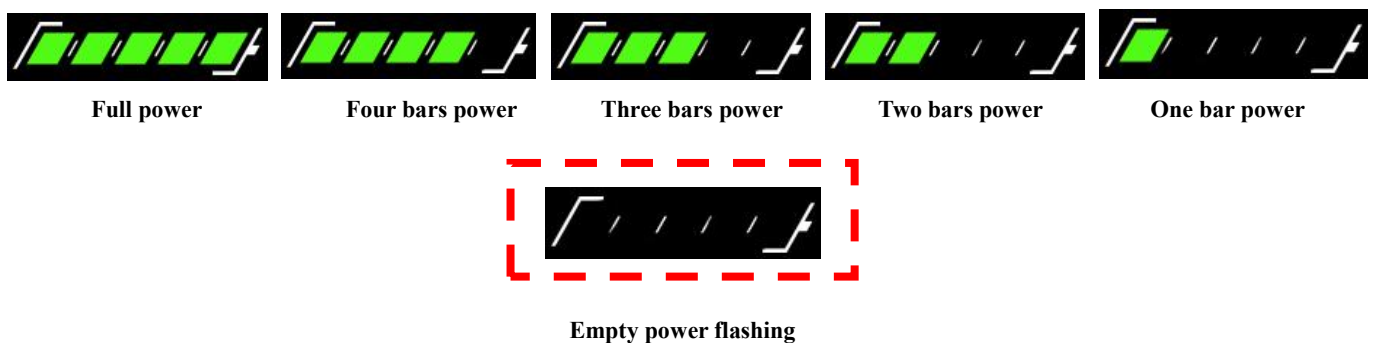 Full power
Four bars power
Three bars power
Two bars power
One bar power
Empty power flashing